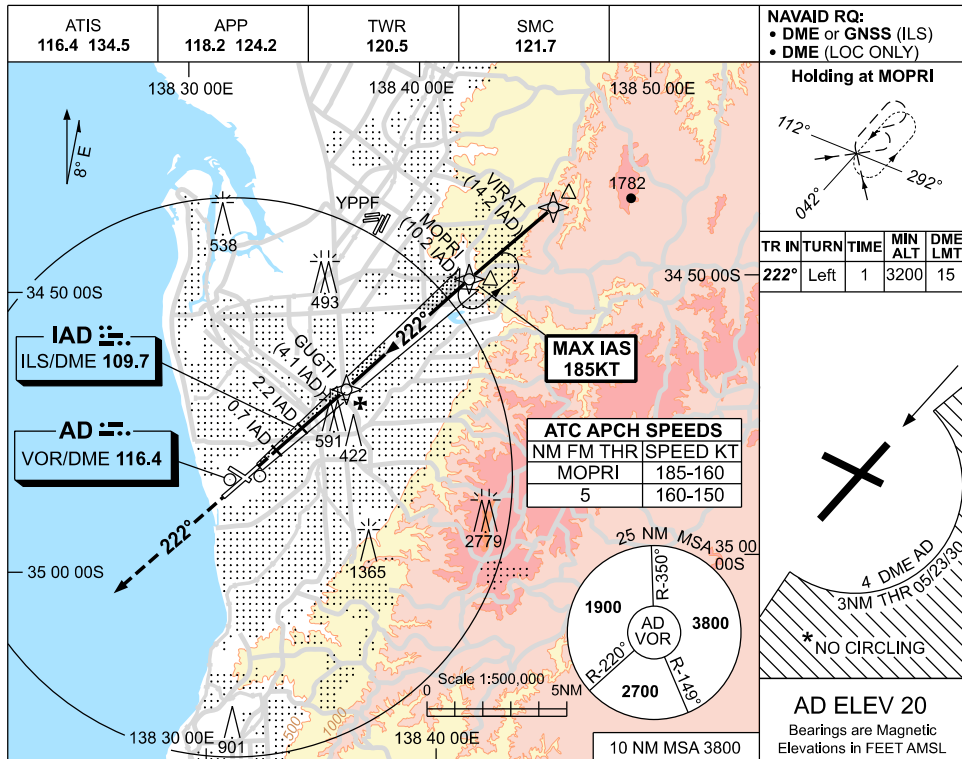 ATIS
116.4 134.5
APP
118.2 124.2
TWR
120.5
SMC
121.7
NAVAID RQ:
• DME or GNSS (ILS)
• DME (LOC ONLY)
138 30 00E
138 40 00E
138 50 00E
8° E
YPPF
538
493
VIRAT
(14.2 IAD)
MOPRI
(10.2 IAD)
1782
34 50 00S
34 50 00S
222°
IAD
ILS/DME 109.7
GUGTI
(4.1 IAD)
2.2 IAD
0.7 IAD
591
422
MAX IAS
185KT
AD
VOR/DME 116.4
ATC APCH SPEEDS
NM FM THR SPEED KT
MOPRI 185-160
5 160-150
222°
2779
1365
35 00 00S
35 00
00S
25 NM MSA
R-350°
1900
3800
AD
VOR
R-220°
R-149°
2700
Scale 1:500,000
0 5NM
500
1000
901
138 30 00E
138 40 00E
10 NM MSA 3800
Holding at MOPRI
112°
292°
042°
TR IN TURN TIME MIN ALT DME LMT
222° Left 1 3200 15
4 DME AD
3NM THR 05/23/30
*NO CIRCLING
AD ELEV 20
Bearings are Magnetic
Elevations in FEET AMSL